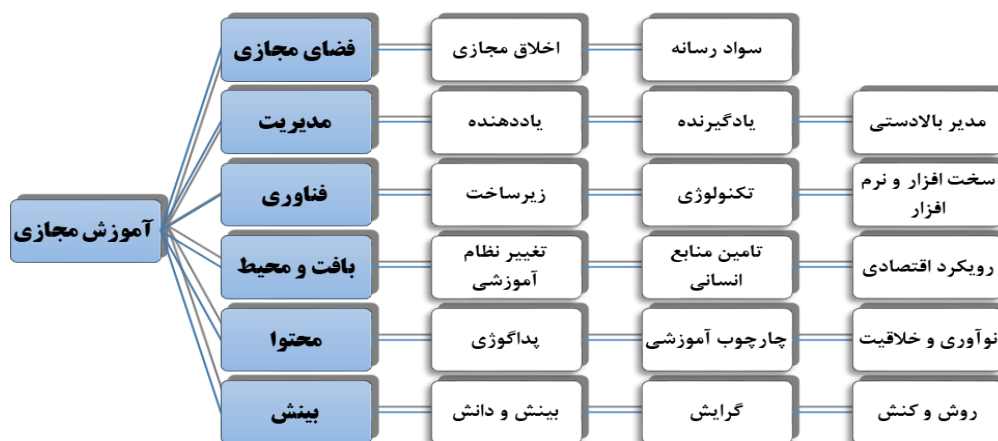 آموزش مجازی
فضای مجازی
اخلاق مجازی
سواد رسانه
مدیریت
یاددهنده
یادگیرنده
مدیر بالادستی
فناوری
زیرساخت
تکنولوژی
سخت افزار و نرم
افزار
بافت و محیط
تغییر نظام
آموزشی
تامین منابع
انسانی
رویکرد اقتصادی
محتوا
پداگوژی
چارچوب آموزشی
نوآوری و خلاقیت
بینش
بینش و دانش
گرایش
روش و کنش